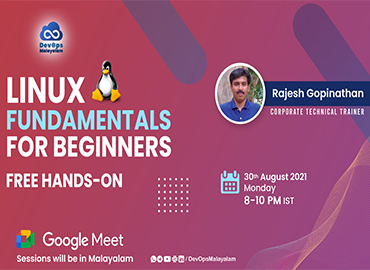 DevOps
Malayalam
LINUX
FUNDAMENTALS
FOR BEGINNERS
FREE HANDS-ON
Rajesh Gopinathan
CORPORATE TECHNICAL TRAINER
30th August 2021
Monday
8-10 PM IST
Google Meet
Sessions will be in Malayalam
/ DevOpsMalayalam